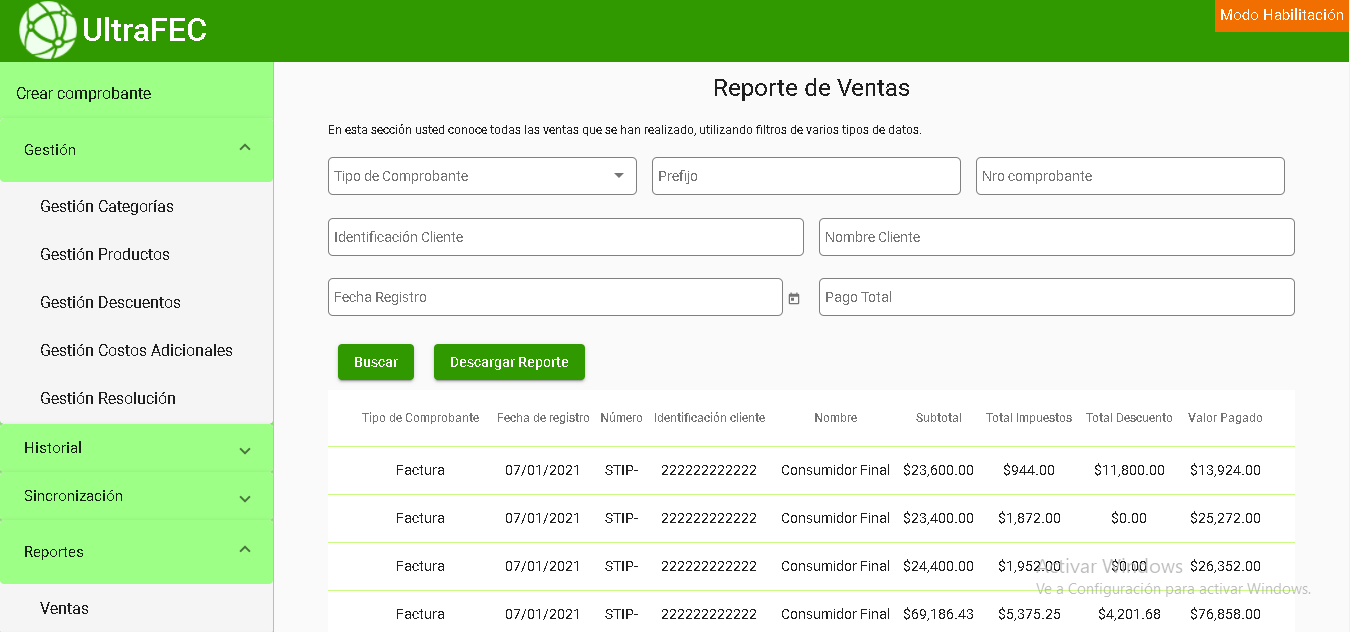 UltraFEC
Modo Habilitación
Crear comprobante
Gestión
Gestión Categorías
Gestión Productos
Gestión Descuentos
Gestión Costos Adicionales
Gestión Resolución
Historial
Sincronización
Reportes
Ventas
Reporte de Ventas
En esta sección usted conoce todas las ventas que se han realizado, utilizando filtros de varios tipos de datos.
Tipo de Comprobante Prefijo Nro comprobante
Identificación Cliente Nombre Cliente
Fecha Registro Pago Total
Buscar Descargar Reporte
Tipo de Comprobante Fecha de registro Número Identificación cliente Nombre Subtotal Total Impuestos Total Descuento Valor Pagado
Factura 07/01/2021 STIP- 222222222222 Consumidor Final $23,600.00 $944.00 $11,800.00 $13,924.00
Factura 07/01/2021 STIP- 222222222222 Consumidor Final $23,400.00 $1,872.00 $0.00 $25,272.00
Factura 07/01/2021 STIP- 222222222222 Consumidor Final $24,400.00 $1,952.00 $0.00 $26,352.00
Factura 07/01/2021 STIP- 222222222222 Consumidor Final $69,186.43 $5,375.25 $4,201.68 $76,858.00
Activar Windows
Ve a Configuración para activar Windows.